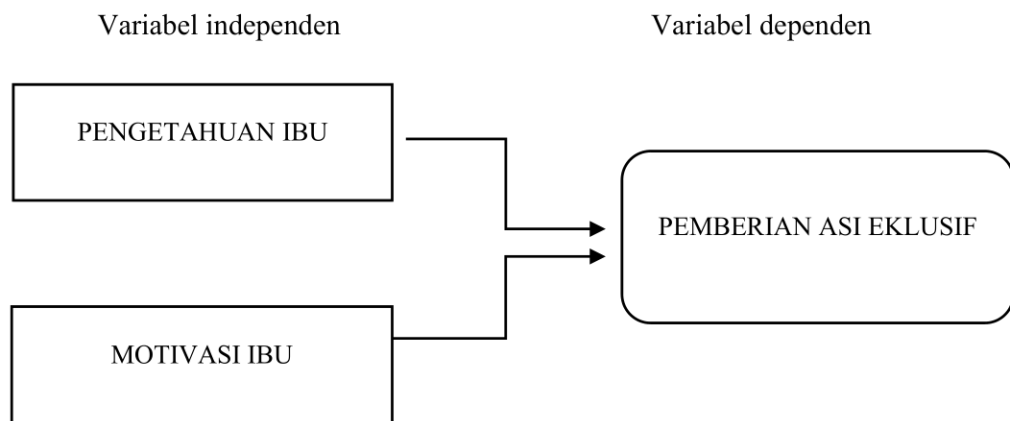 Variabel independen
Variabel dependen
PENGETAHUAN IBU
PEMBERIAN ASI EKLUSIF
MOTIVASI IBU